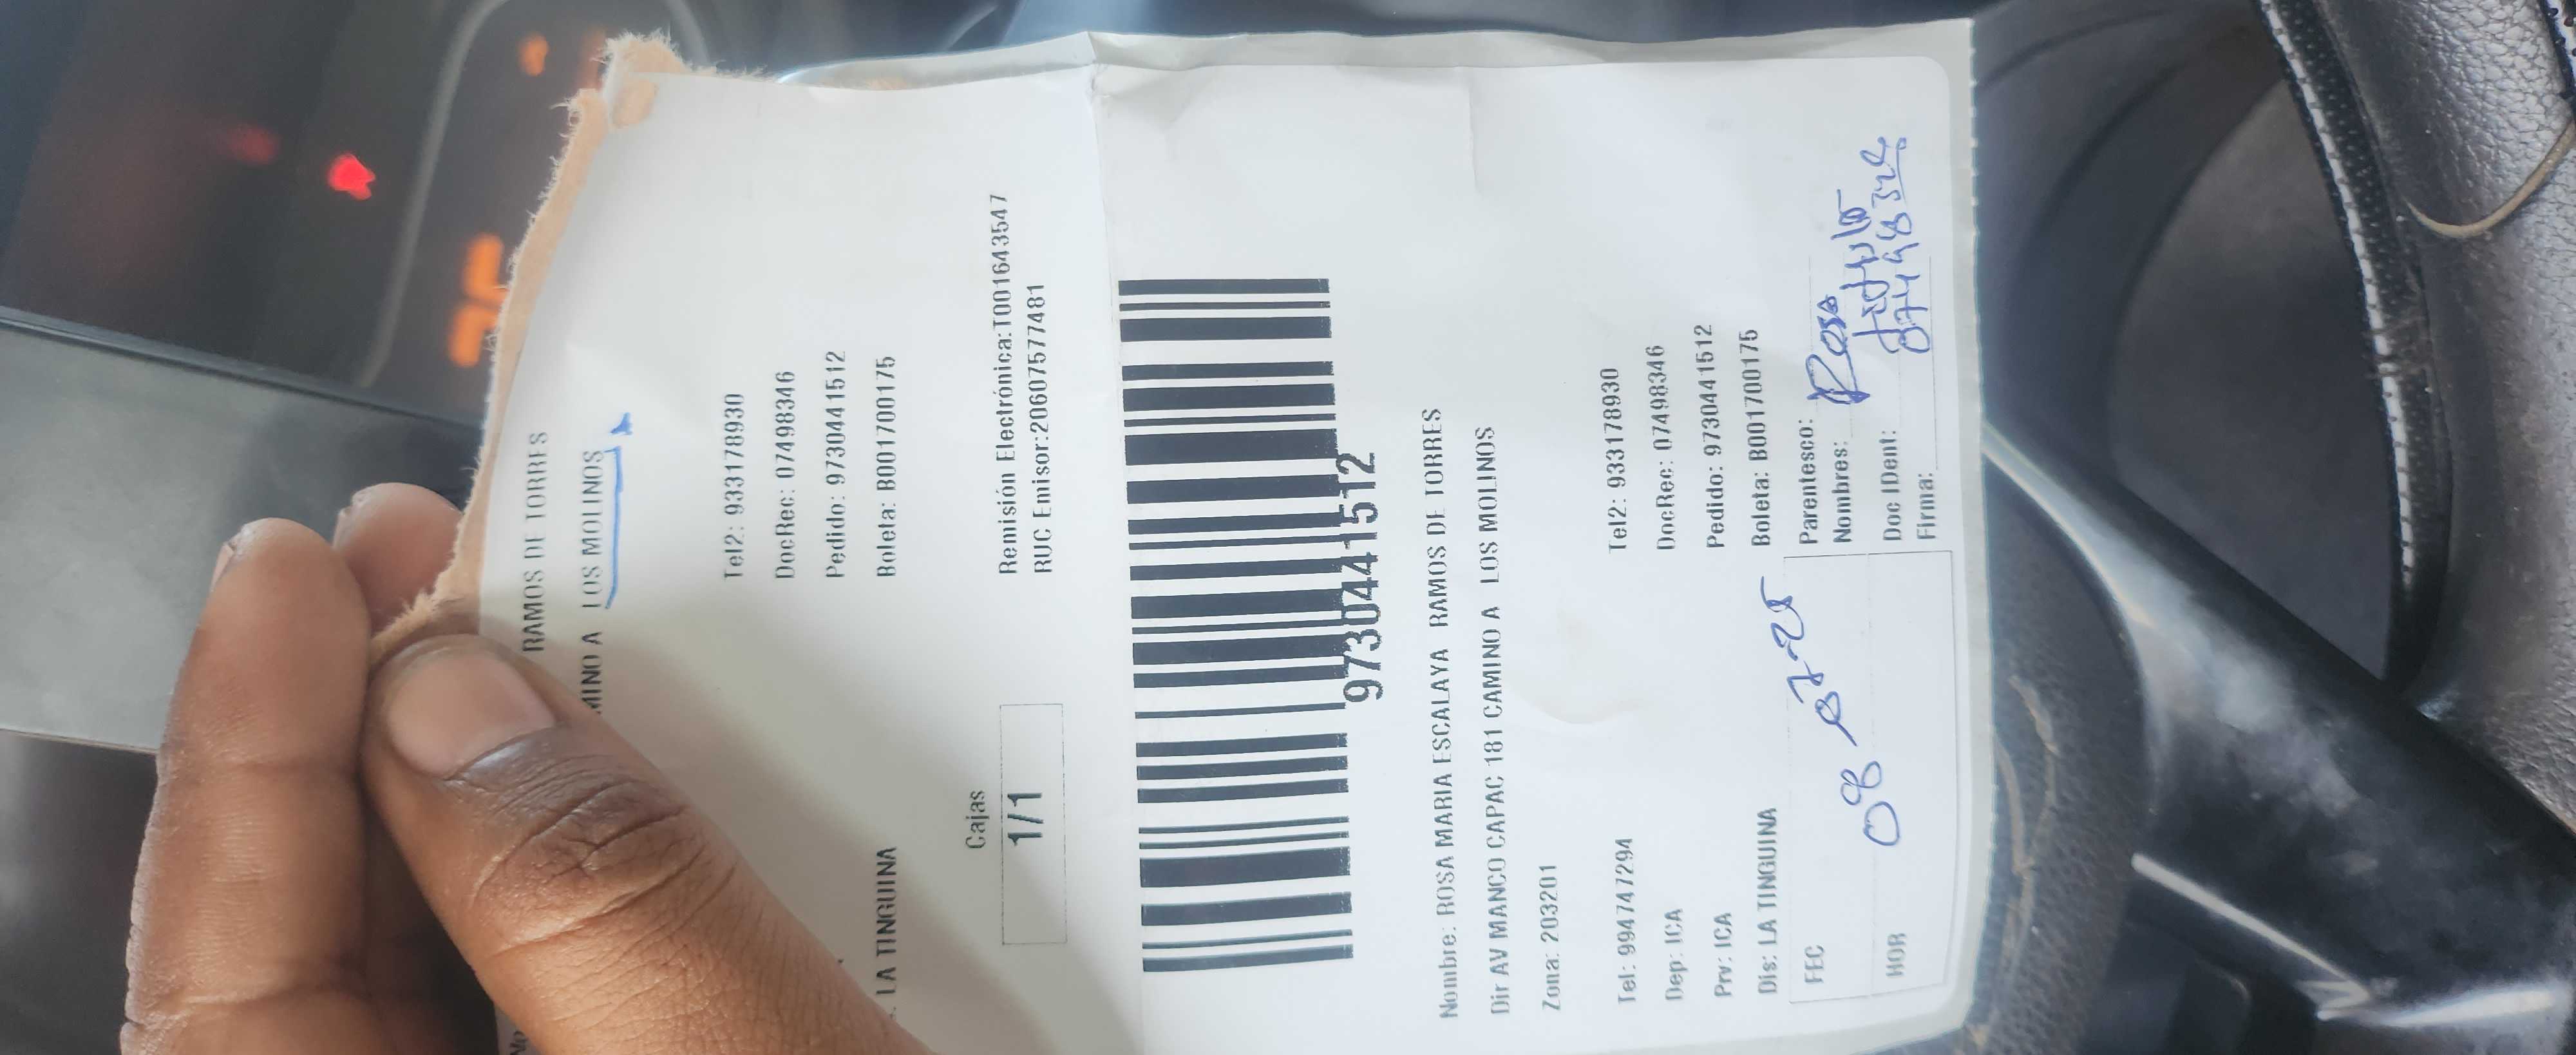 RAMOS DE TORRES
MINO A LOS MOLINOS
Tel2: 933178930
DocRec: 07498346
Pedido: 9730441512
LA TINGUINA Boleta: B001700175
Cajas
1/1
Remisión Electrónica:T001643547
RUC Emisor:20607577481
9730441512
Nombre: ROSA MARIA ESCALAYA RAMOS DE TORRES
Dir AV MANCO CAPAC 181 CAMINO A LOS MOLINOS
Zona: 203201
Tel: 994747294 Tel2: 933178930
Dep: ICA DocRec: 07498346
Prv: ICA Pedido: 9730441512
Dis: LA TINGUINA Boleta: B001700175
FEC 08-07-25
HOR
Parentesco:
Nombres: Rosa
Doc IDent:
Firma: